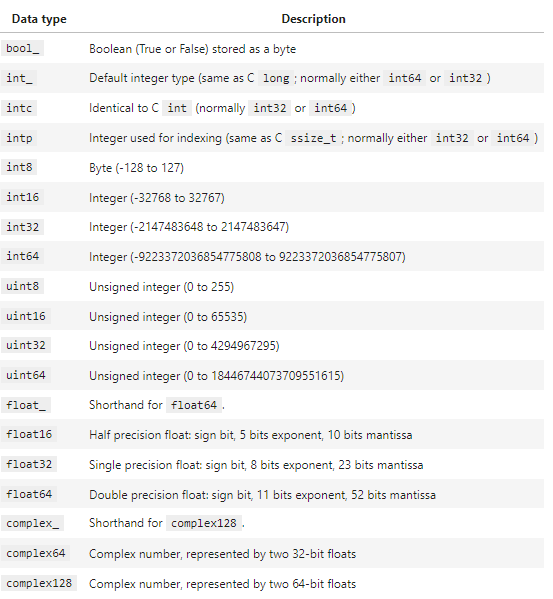 Data type Description
bool_ Boolean (True or False) stored as a byte
int_ Default integer type (same as C long ; normally either int64 or int32 )
intc Identical to C int (normally int32 or int64 )
intp Integer used for indexing (same as C ssize_t ; normally either int32 or int64 )
int8 Byte (-128 to 127)
int16 Integer (-32768 to 32767)
int32 Integer (-2147483648 to 2147483647)
int64 Integer (-9223372036854775808 to 9223372036854775807)
uint8 Unsigned integer (0 to 255)
uint16 Unsigned integer (0 to 65535)
uint32 Unsigned integer (0 to 4294967295)
uint64 Unsigned integer (0 to 18446744073709551615)
float_ Shorthand for float64 .
float16 Half precision float: sign bit, 5 bits exponent, 10 bits mantissa
float32 Single precision float: sign bit, 8 bits exponent, 23 bits mantissa
float64 Double precision float: sign bit, 11 bits exponent, 52 bits mantissa
complex_ Shorthand for complex128 .
complex64 Complex number, represented by two 32-bit floats
complex128 Complex number, represented by two 64-bit floats